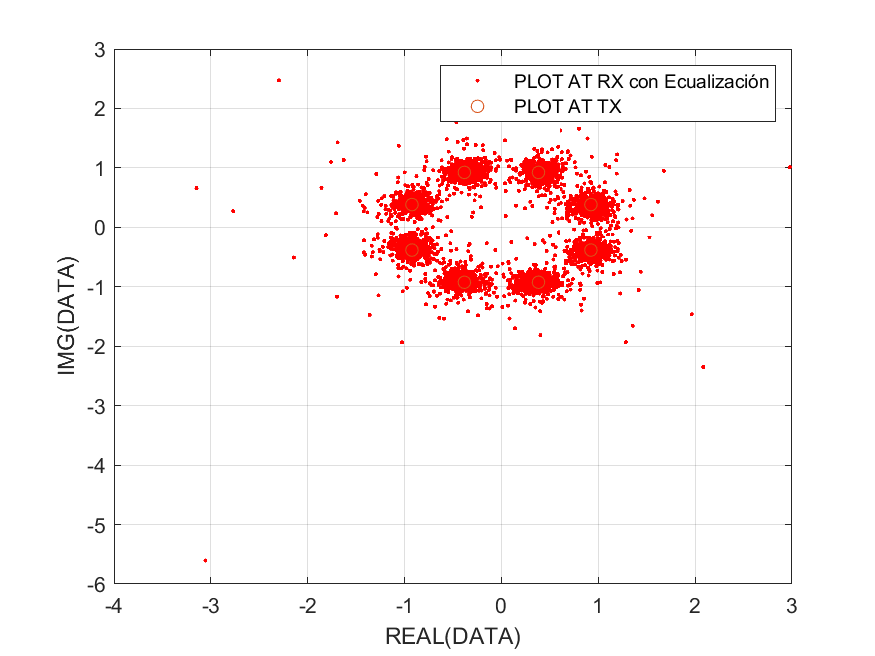 PLOT AT RX con Ecualización
PLOT AT TX
3
2
1
0
-1
-2
-3
-4
-5
-6
IMG(DATA)
-4 -3 -2 -1 0 1 2 3
REAL(DATA)